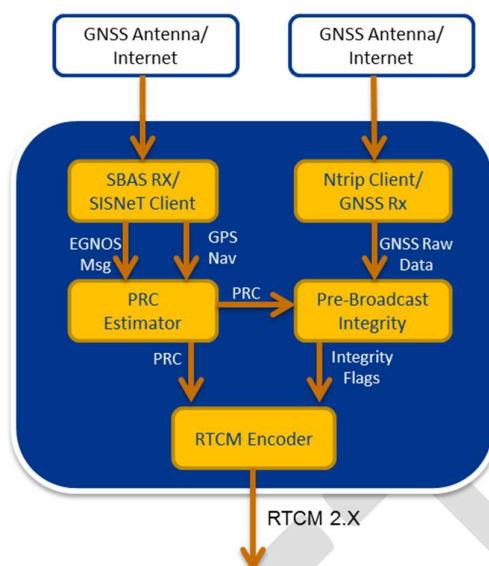 GNSS Antenna/
Internet
GNSS Antenna/
Internet
SBAS RX/
SISNeT Client
Ntrip Client/
GNSS Rx
EGNOS
Msg
GPS
Nav
GNSS Raw
Data
PRC
Estimator
PRC
Pre-Broadcast
Integrity
PRC
Integrity
Flags
RTCM Encoder
RTCM 2.X